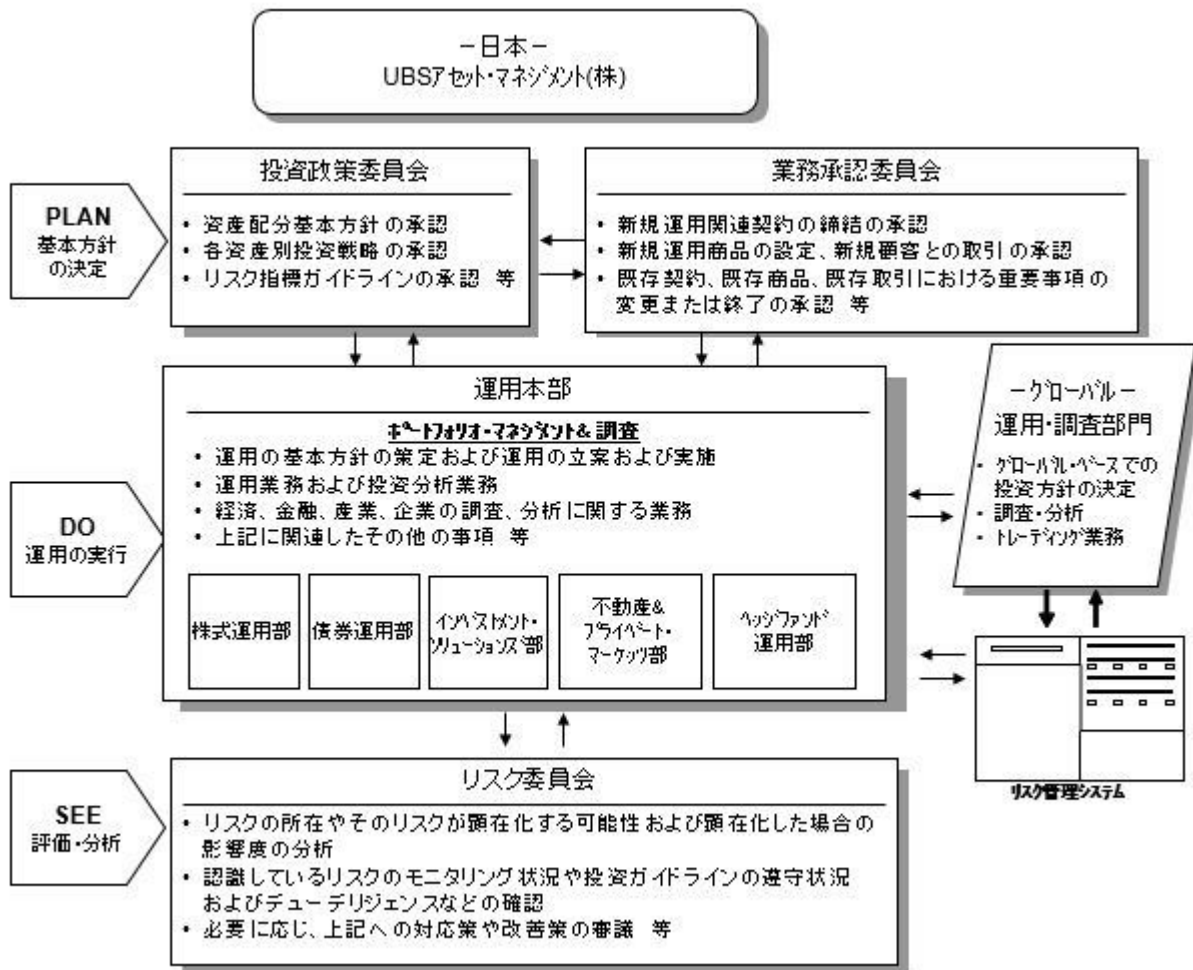 －日本－
UBSｱｾｯﾄ･ﾏﾈｼﾞﾒﾝﾄ(株)
PLAN
基本方針
の決定
投資政策委員会
・ 資産配分基本方針の承認
・ 各資産別投資戦略の承認
・ リスク指標ガイドラインの承認 等
業務承認委員会
・ 新規運用関連契約の締結の承認
・ 新規運用商品の設定、新規顧客との取引の承認
・ 既存契約、既存商品、既存取引における重要事項の
変更または終了の承認 等
DO
運用の実行
運用本部
ﾎﾟｰﾄﾌｫﾘｵ･ﾏﾈｼﾞﾒﾝﾄ&調査
・ 運用の基本方針の策定および運用の立案および実施
・ 運用業務および投資分析業務
・ 経済、金融、産業、企業の調査、分析に関する業務
・ 上記に関連したその他の事項 等
株式運用部
債券運用部
ｲﾝﾍﾞｽﾄﾒﾝﾄ･
ｿﾘｭｰｼｮﾝｽﾞ部
不動産&
ﾌﾟﾗｲﾍﾞｰﾄ･
ﾏｰｹｯﾂ部
ﾍｯｼﾞﾌｧﾝﾄﾞ
運用部
－ｸﾞﾛｰﾊﾞﾙ－
運用･調査部門
・ ｸﾞﾛｰﾊﾞﾙ･ﾍﾞｰｽでの
投資方針の決定
・ 調査･分析
・ ﾄﾚｰﾃﾞｨﾝｸﾞ業務
ﾘｽｸ管理ｼｽﾃﾑ
SEE
評価･分析
リスク委員会
・ リスクの所在やそのリスクが顕在化する可能性および顕在化した場合の
影響度の分析
・ 認識しているリスクのモニタリング状況や投資ガイドラインの遵守状況
およびデューデリジェンスなどの確認
・ 必要に応じ、上記への対応策や改善策の審議 等